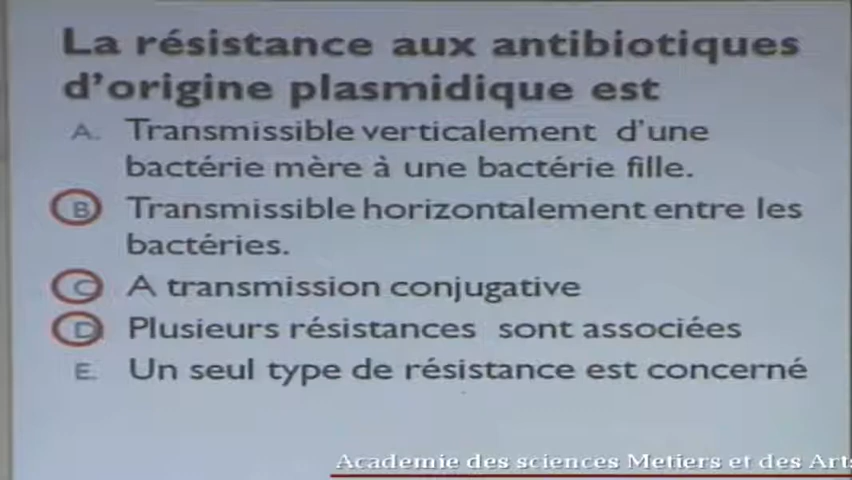 La résistance aux antibiotiques
d'origine plasmidique est
A. Transmissible verticalement d'une
bactérie mère à une bactérie fille.
B Transmissible horizontalement entre les
bactéries.
C A transmission conjugative
D Plusieurs résistances sont associées
E. Un seul type de résistance est concerné
Academie des sciences Metiers et des Arts